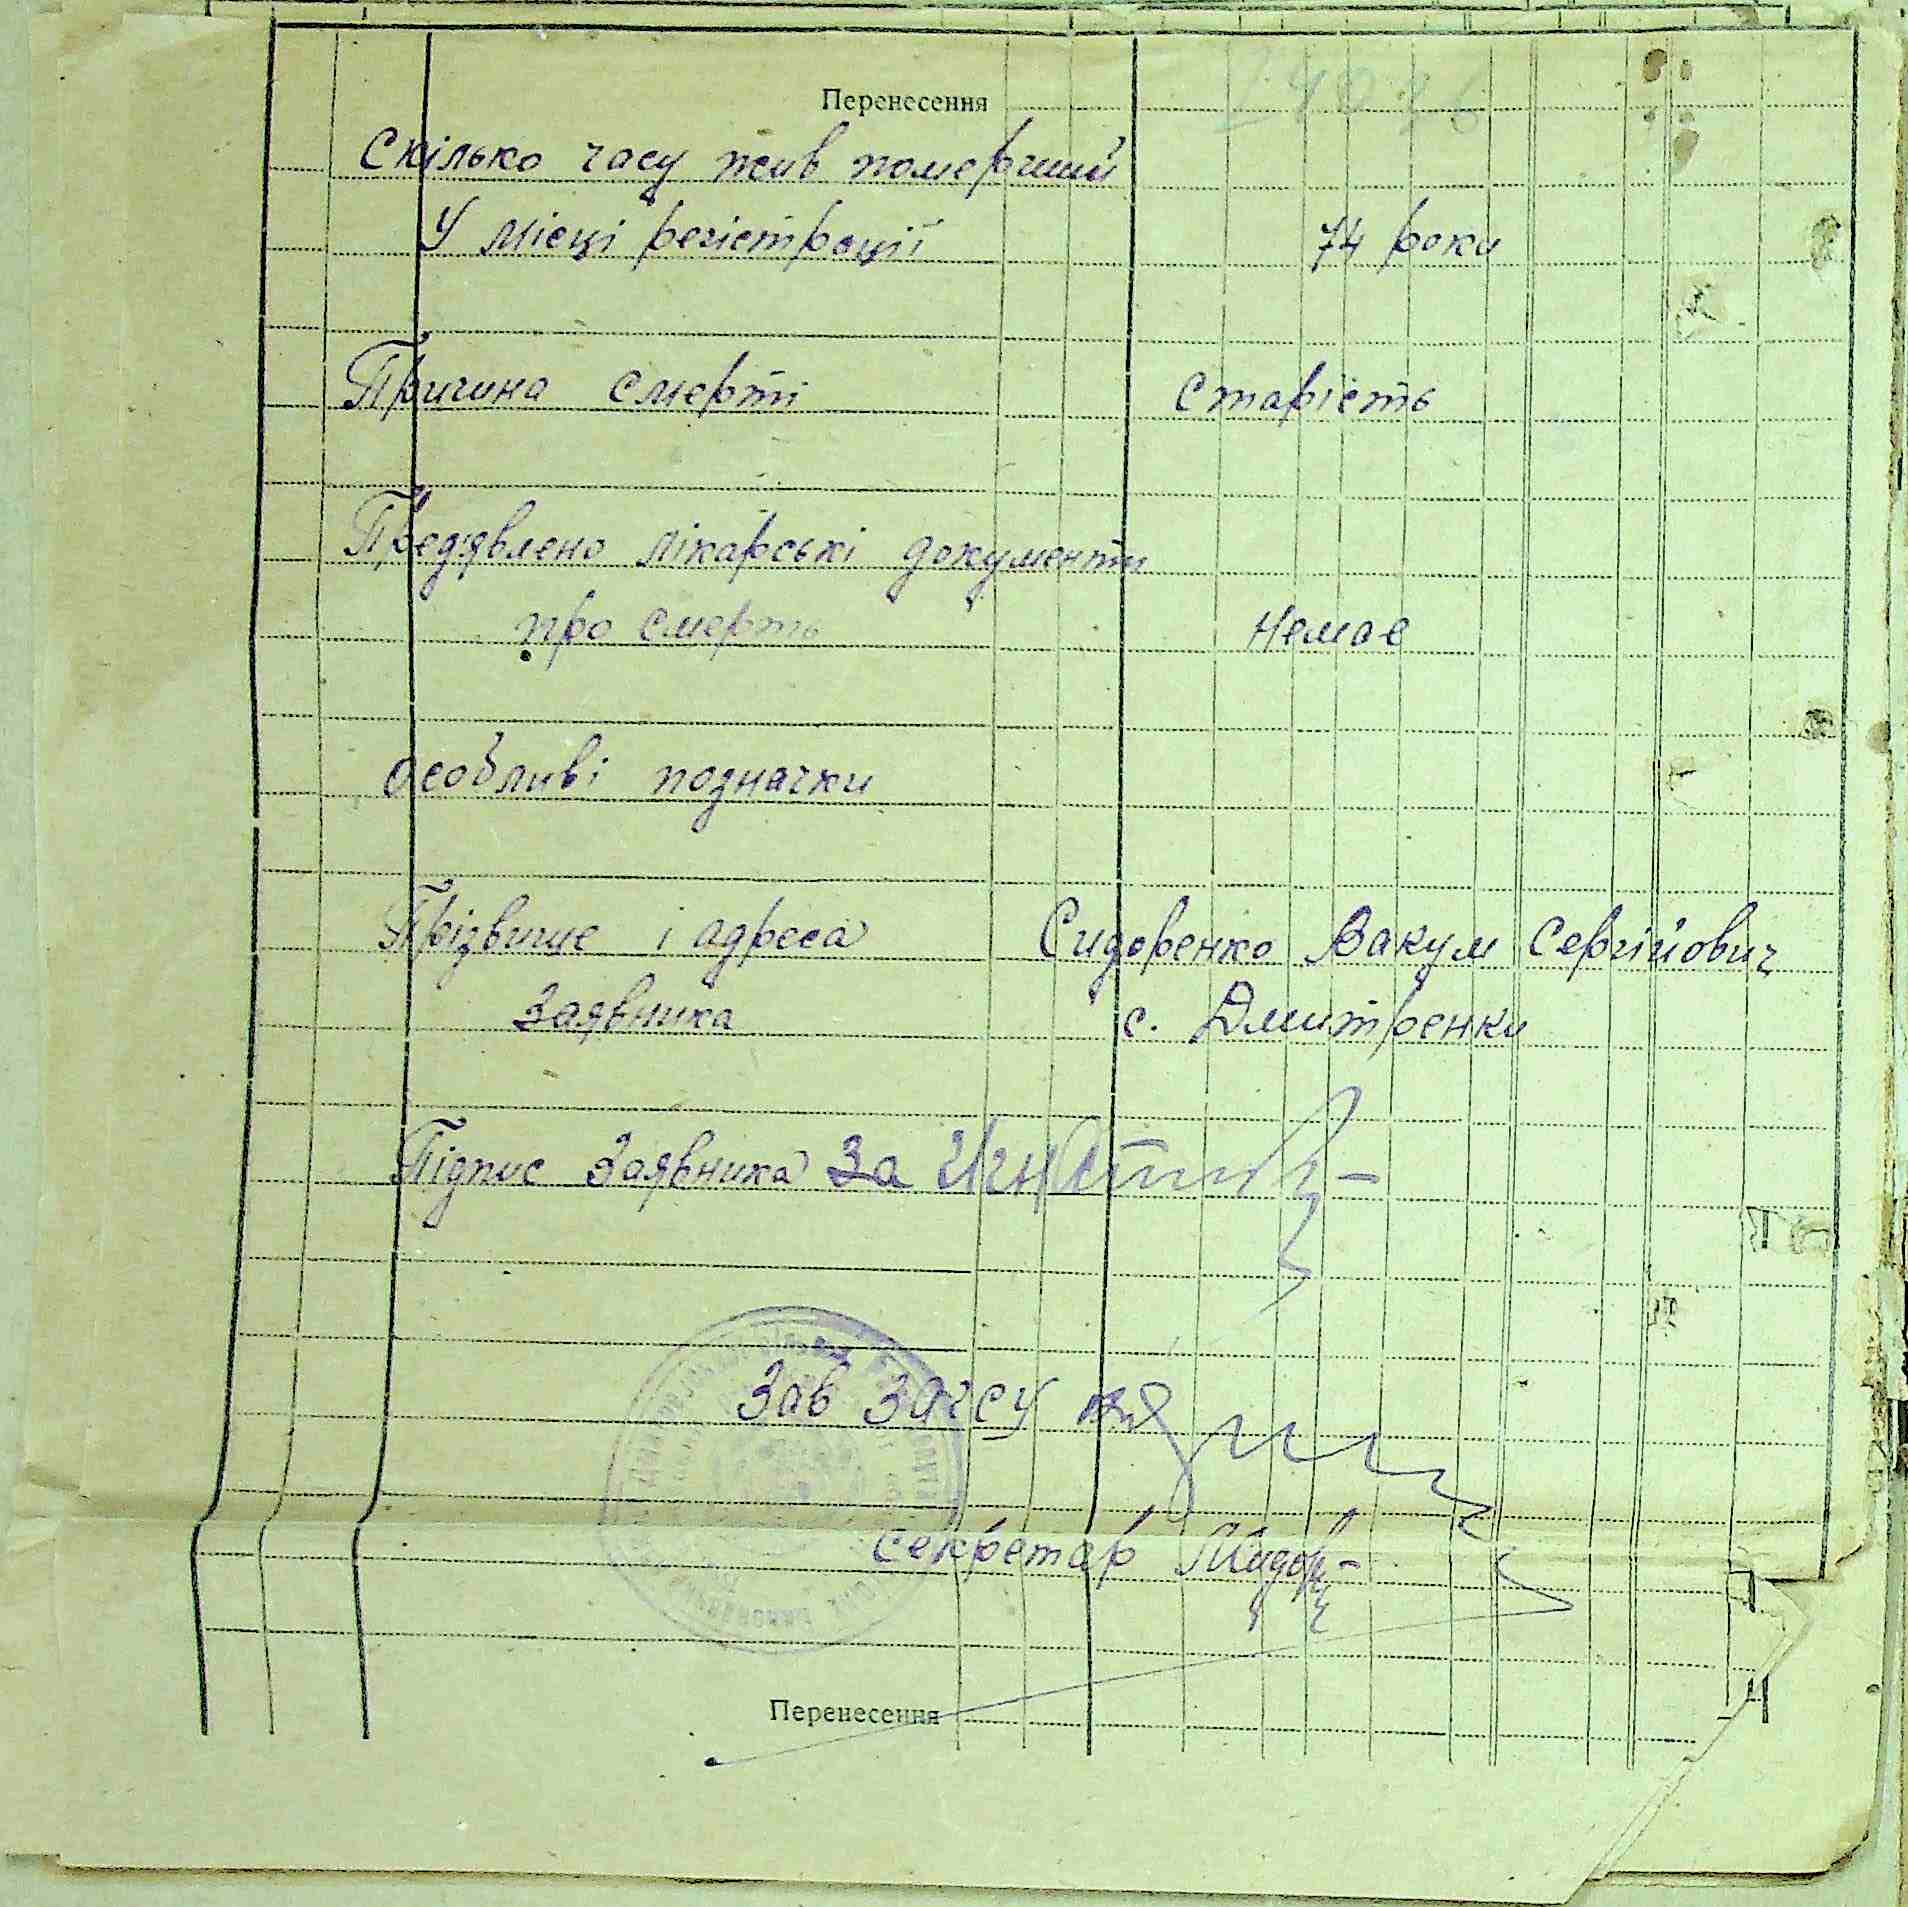 Перенесення
Скілько часу жив померший
У місці регістрації 74 роки
Причина смерті старість
Предявлено лікарські документи
про смерть немає
особливі позначки
Прізвище і адреса Сидоренко Вакум Сергійович
Заявника с. Дмитренки
Підпис Заявника За
Зав загсу
секретар
Перенесення